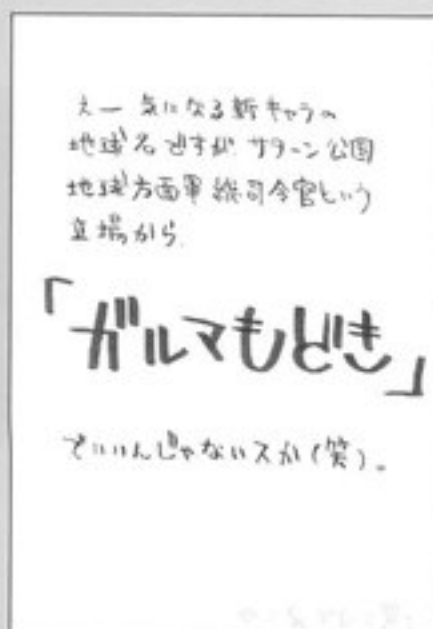 えー 気になる新キャラの
地球名ですが、サターン公国
地球方面軍総司令官という
立場から、
「ガルマもどき」
でいいんじゃないスか(笑)。